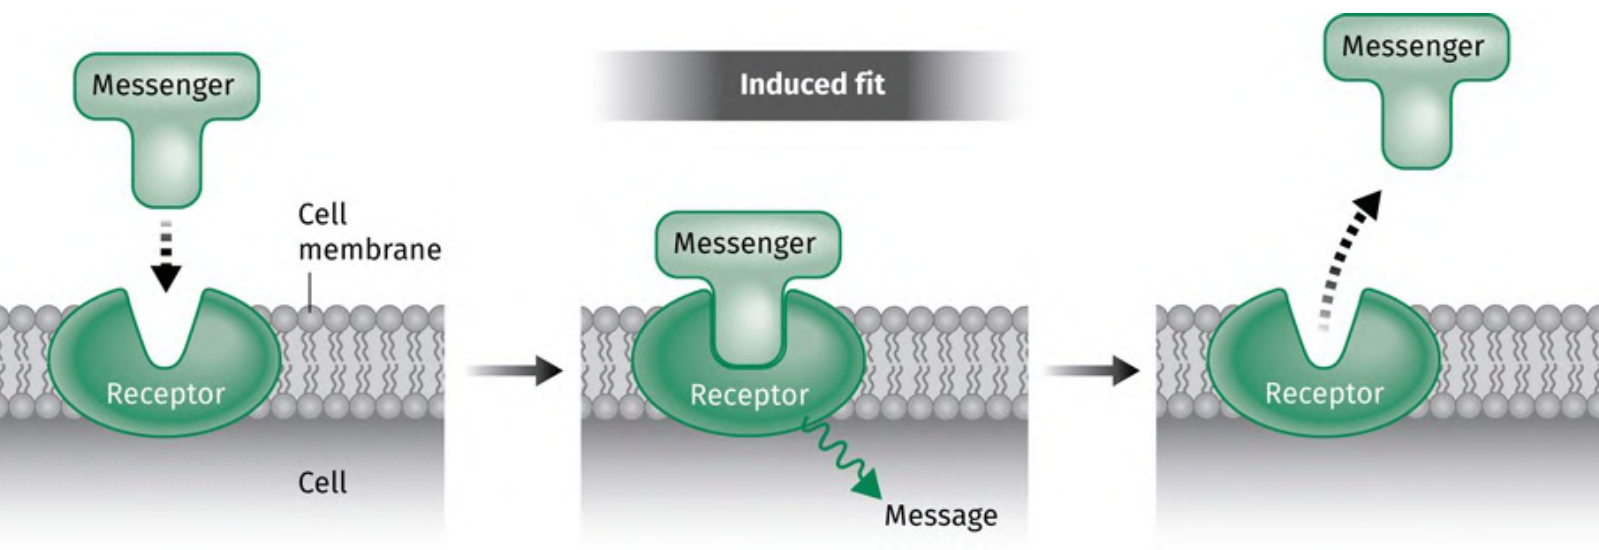 Messenger
Cell
membrane
Receptor
Cell
Induced fit
Messenger
Receptor
Message
Messenger
Receptor